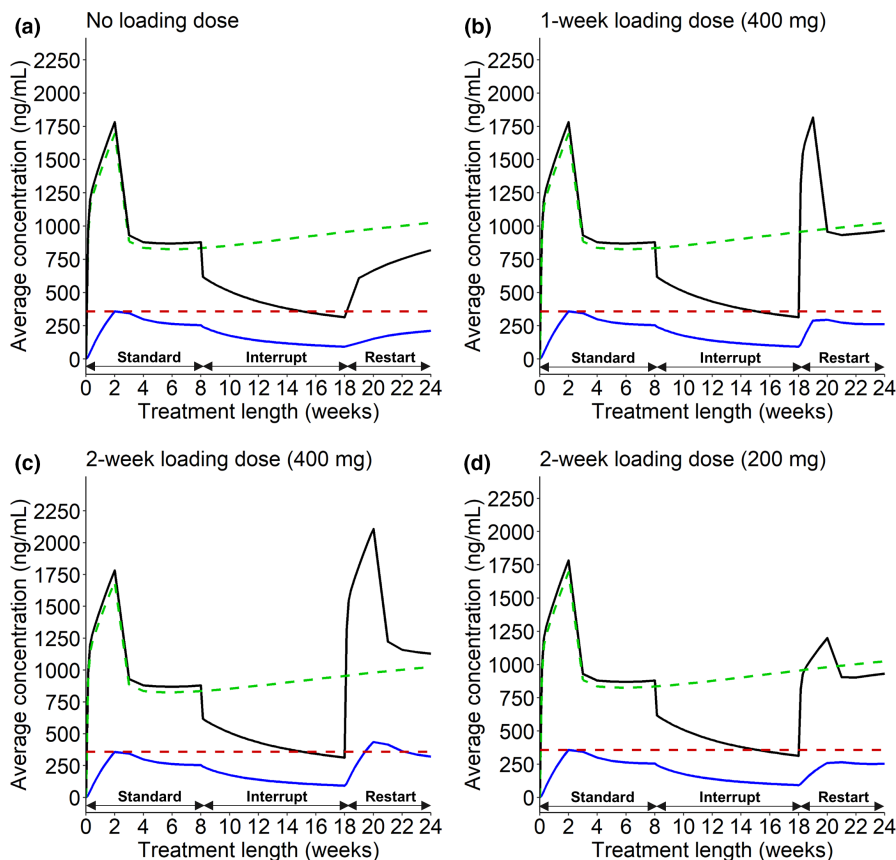 (a) No loading dose
Average concentration (ng/mL)
2250
2000
1750
1500
1250
1000
750
500
250
0
Standard Interrupt Restart
0 2 4 6 8 10 12 14 16 18 20 22 24
Treatment length (weeks)
(b) 1-week loading dose (400 mg)
Average concentration (ng/mL)
2250
2000
1750
1500
1250
1000
750
500
250
0
Standard Interrupt Restart
0 2 4 6 8 10 12 14 16 18 20 22 24
Treatment length (weeks)
(c) 2-week loading dose (400 mg)
Average concentration (ng/mL)
2250
2000
1750
1500
1250
1000
750
500
250
0
Standard Interrupt Restart
0 2 4 6 8 10 12 14 16 18 20 22 24
Treatment length (weeks)
(d) 2-week loading dose (200 mg)
Average concentration (ng/mL)
2250
2000
1750
1500
1250
1000
750
500
250
0
Standard Interrupt Restart
0 2 4 6 8 10 12 14 16 18 20 22 24
Treatment length (weeks)